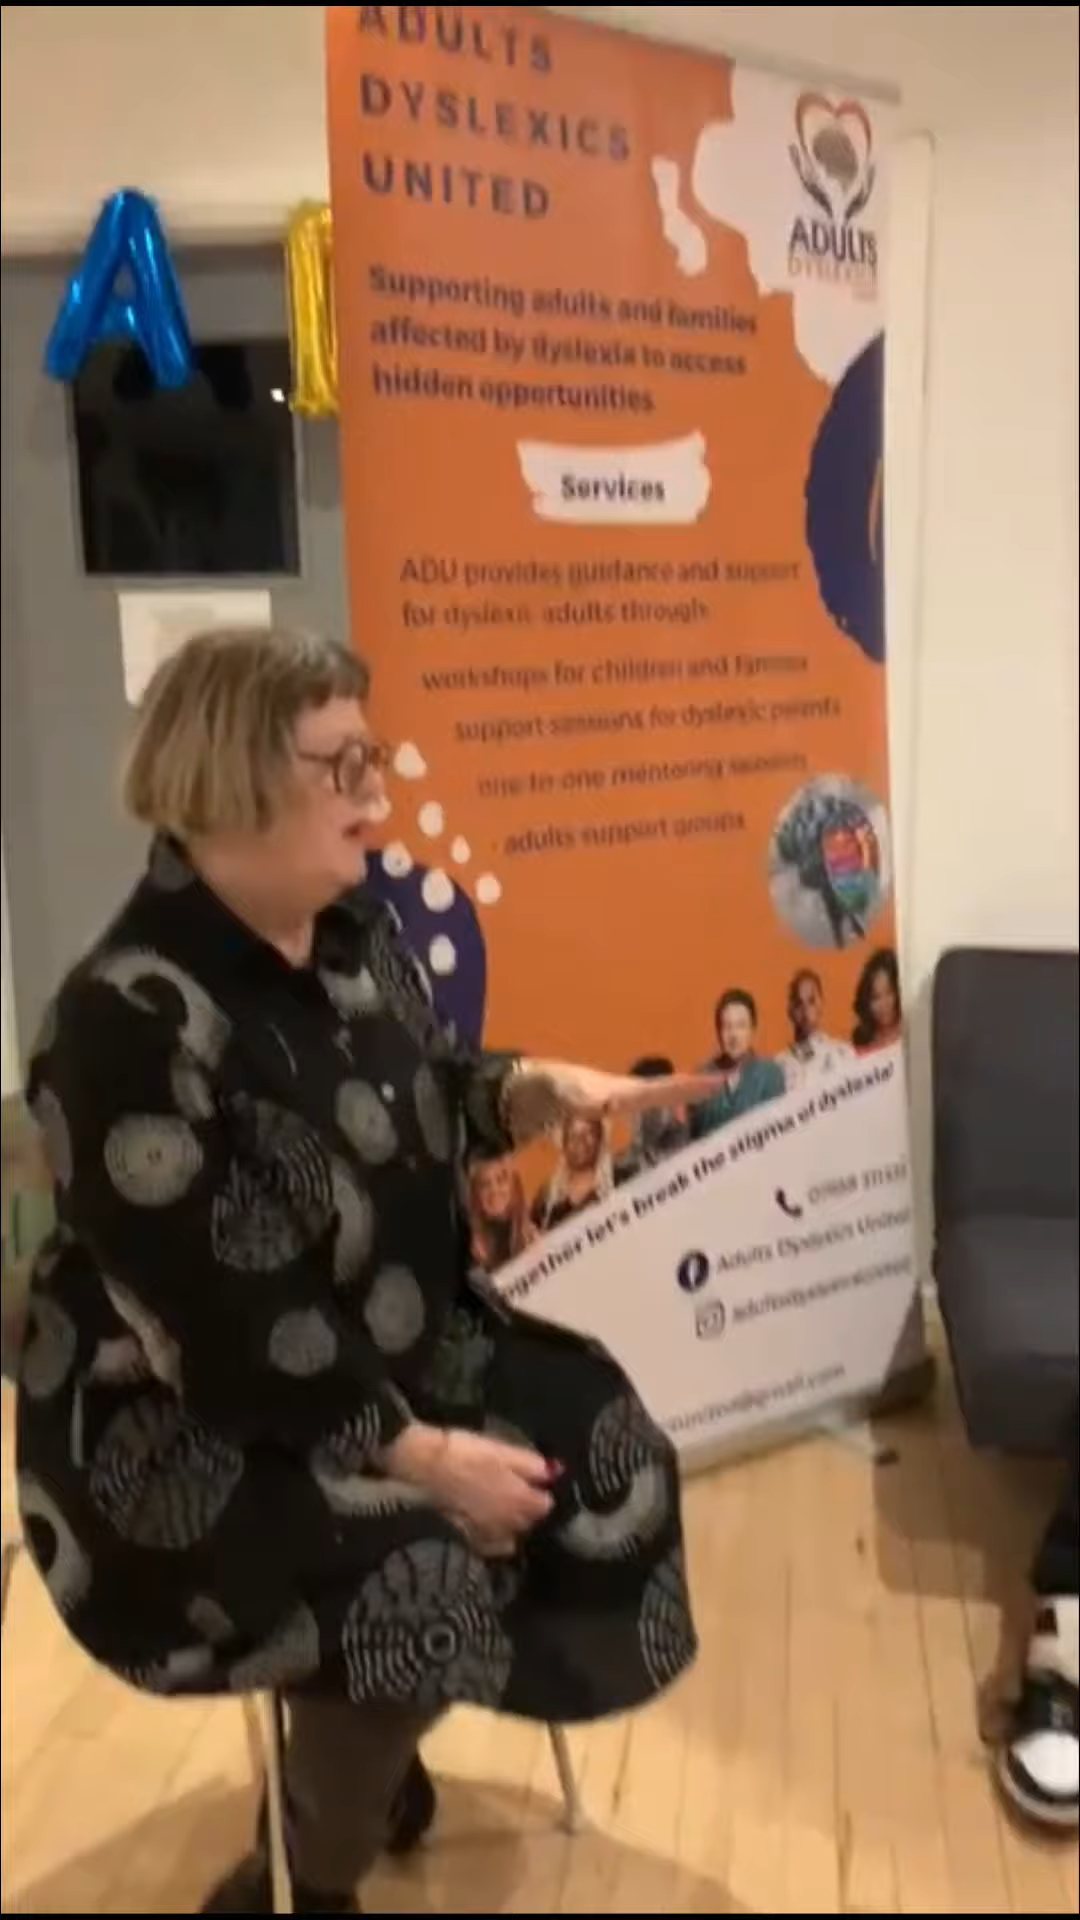 ADULTS
DYSLEXICS
UNITED
ADULTS
DYSLEXICS
Supporting adults and families
affected by dyslexia to access
hidden opportunities
Services
ADU provides guidance and support
for dyslexic adults through
workshops for children and families
support sessions for dyslexic parents
one-to-one mentoring sessions
adults support groups
together let's break the stigma of dyslexia!
Adults Dyslexics United
A